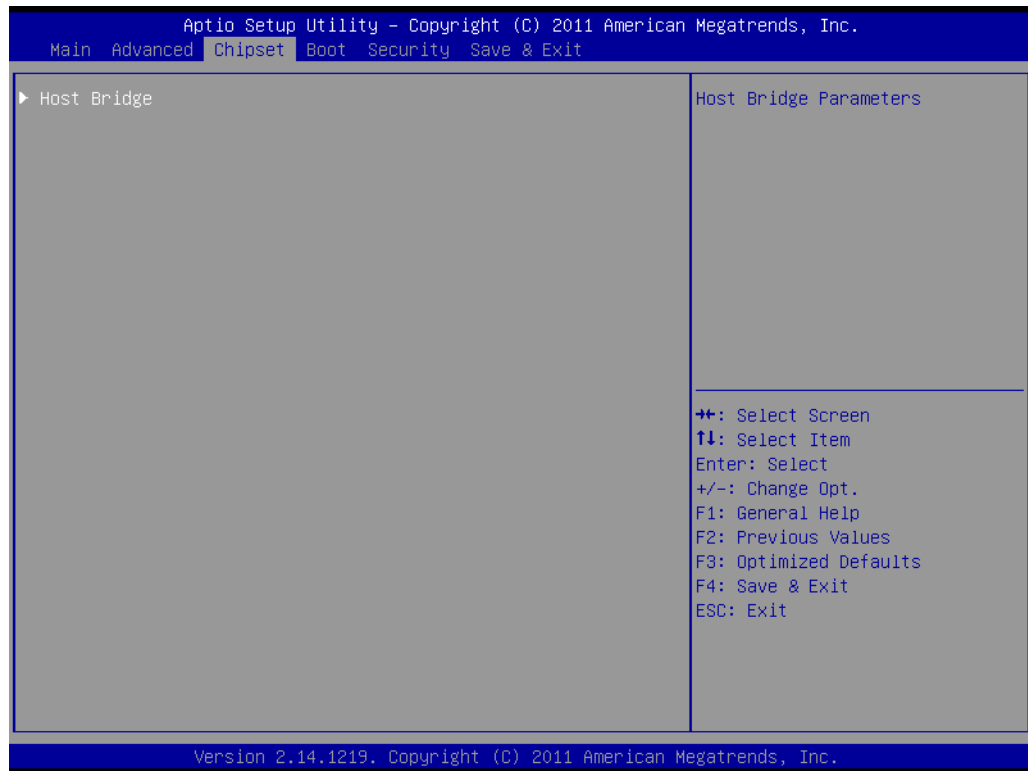 Aptio Setup Utility – Copyright (C) 2011 American Megatrends, Inc.
Main Advanced Chipset Boot Security Save & Exit
► Host Bridge
Host Bridge Parameters
→←: Select Screen
↑↓: Select Item
Enter: Select
+/-: Change Opt.
F1: General Help
F2: Previous Values
F3: Optimized Defaults
F4: Save & Exit
ESC: Exit
Version 2.14.1219. Copyright (C) 2011 American Megatrends, Inc.